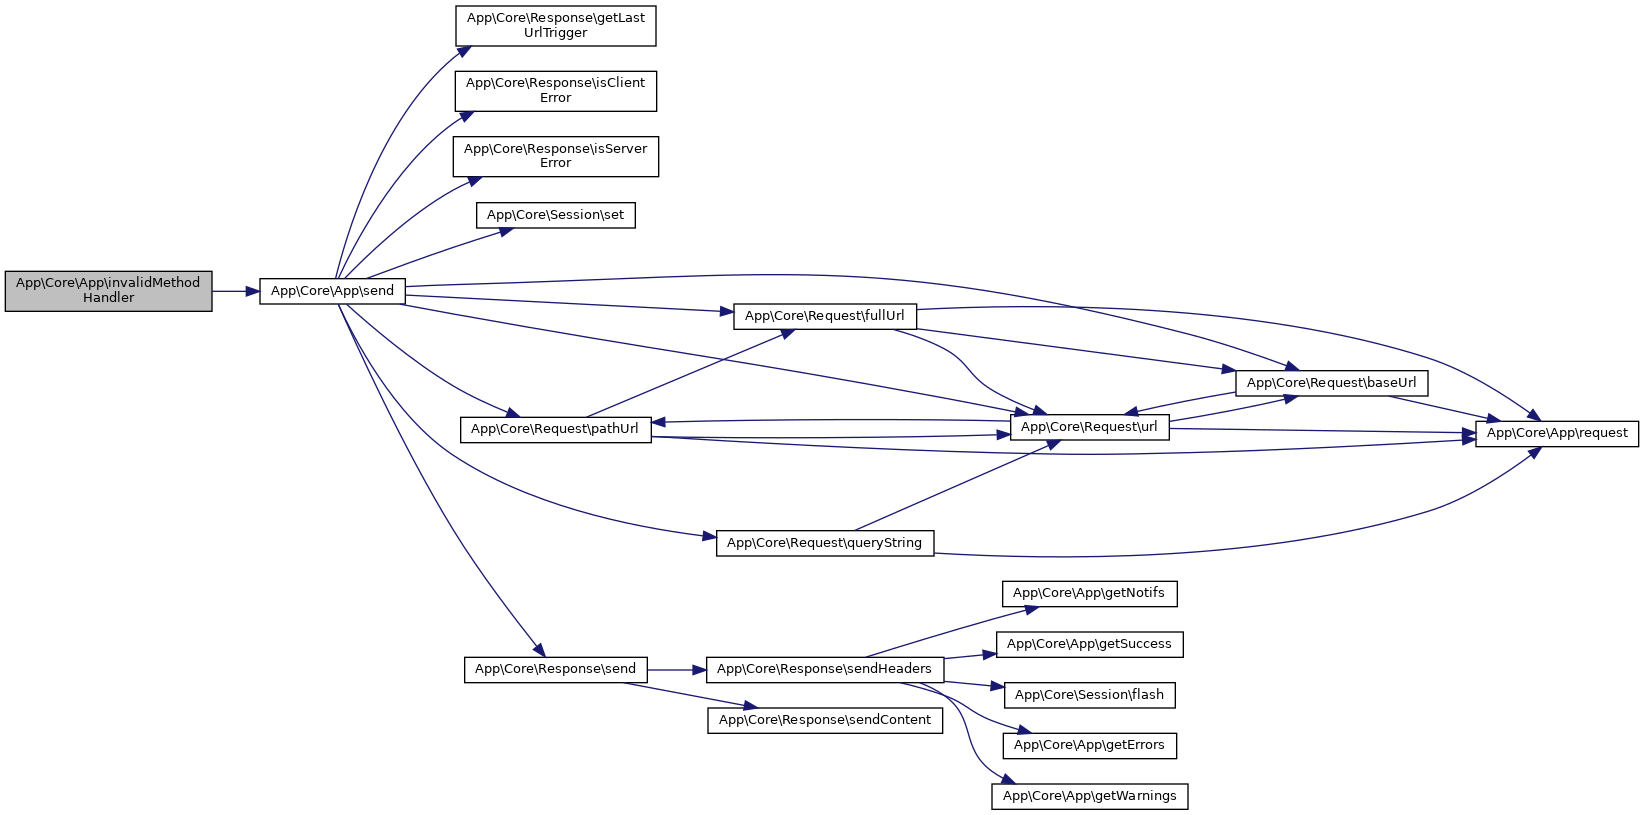 App\Core\Response\getLast
UrlTrigger
App\Core\Response\isClient
Error
App\Core\Response\isServer
Error
App\Core\Session\set
App\Core\App\invalidMethod
Handler
App\Core\App\send
App\Core\Request\fullUrl
App\Core\Request\baseUrl
App\Core\Request\pathUrl
App\Core\Request\url
App\Core\App\request
App\Core\Request\queryString
App\Core\App\getNotifs
App\Core\App\getSuccess
App\Core\Response\send
App\Core\Response\sendHeaders
App\Core\Session\flash
App\Core\Response\sendContent
App\Core\App\getErrors
App\Core\App\getWarnings